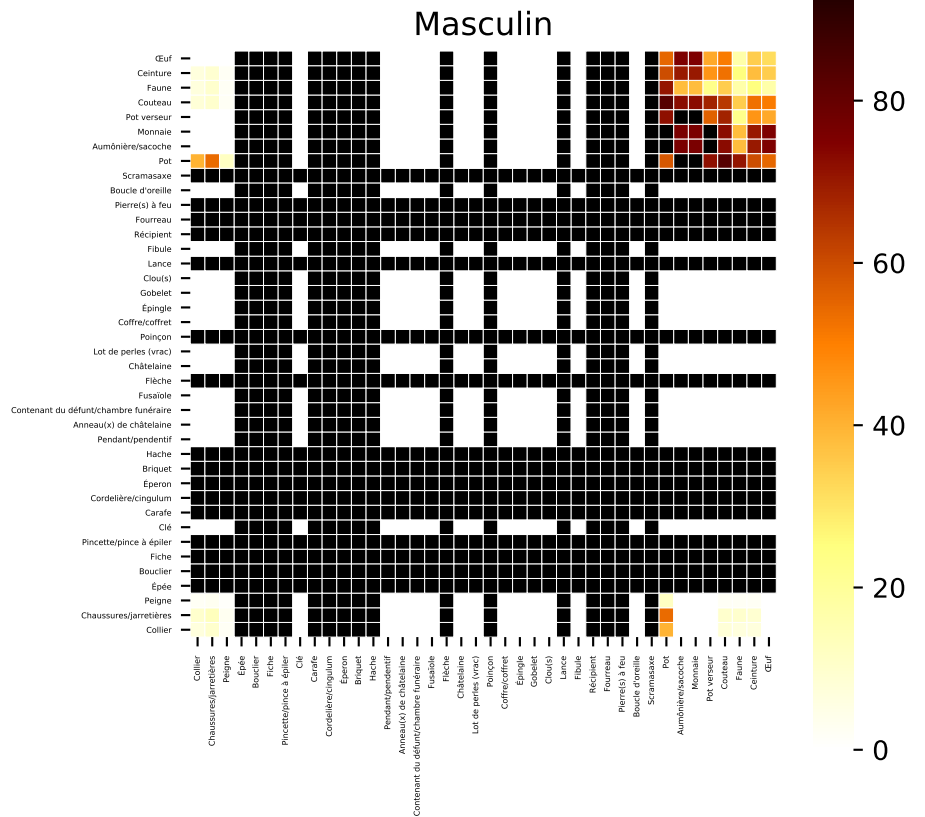 Masculin
Œuf
Ceinture
Faune
Couteau
Pot verseur
Monnaie
Aumônière/sacoche
Pot
Scramasaxe
Boucle d'oreille
Pierre(s) à feu
Fourreau
Récipient
Fibule
Lance
Clou(s)
Gobelet
Épingle
Coffre/coffret
Poinçon
Lot de perles (vrac)
Châtelaine
Flèche
Fusaïole
Contenant du défunt/chambre funéraire
Anneau(x) de châtelaine
Pendant/pendentif
Hache
Briquet
Éperon
Cordelière/cingulum
Carafe
Clé
Pincette/pince à épiler
Fiche
Bouclier
Épée
Peigne
Chaussures/jarretières
Collier
Collier
Chaussures/jarretières
Peigne
Épée
Bouclier
Fiche
Pincette/pince à épiler
Clé
Carafe
Cordelière/cingulum
Éperon
Briquet
Hache
Pendant/pendentif
Anneau(x) de châtelaine
Contenant du défunt/chambre funéraire
Fusaïole
Flèche
Châtelaine
Lot de perles (vrac)
Poinçon
Coffre/coffret
Épingle
Gobelet
Clou(s)
Lance
Fibule
Récipient
Fourreau
Pierre(s) à feu
Boucle d'oreille
Scramasaxe
Pot
Aumônière/sacoche
Monnaie
Pot verseur
Couteau
Faune
Ceinture
Œuf
80
60
40
20
0